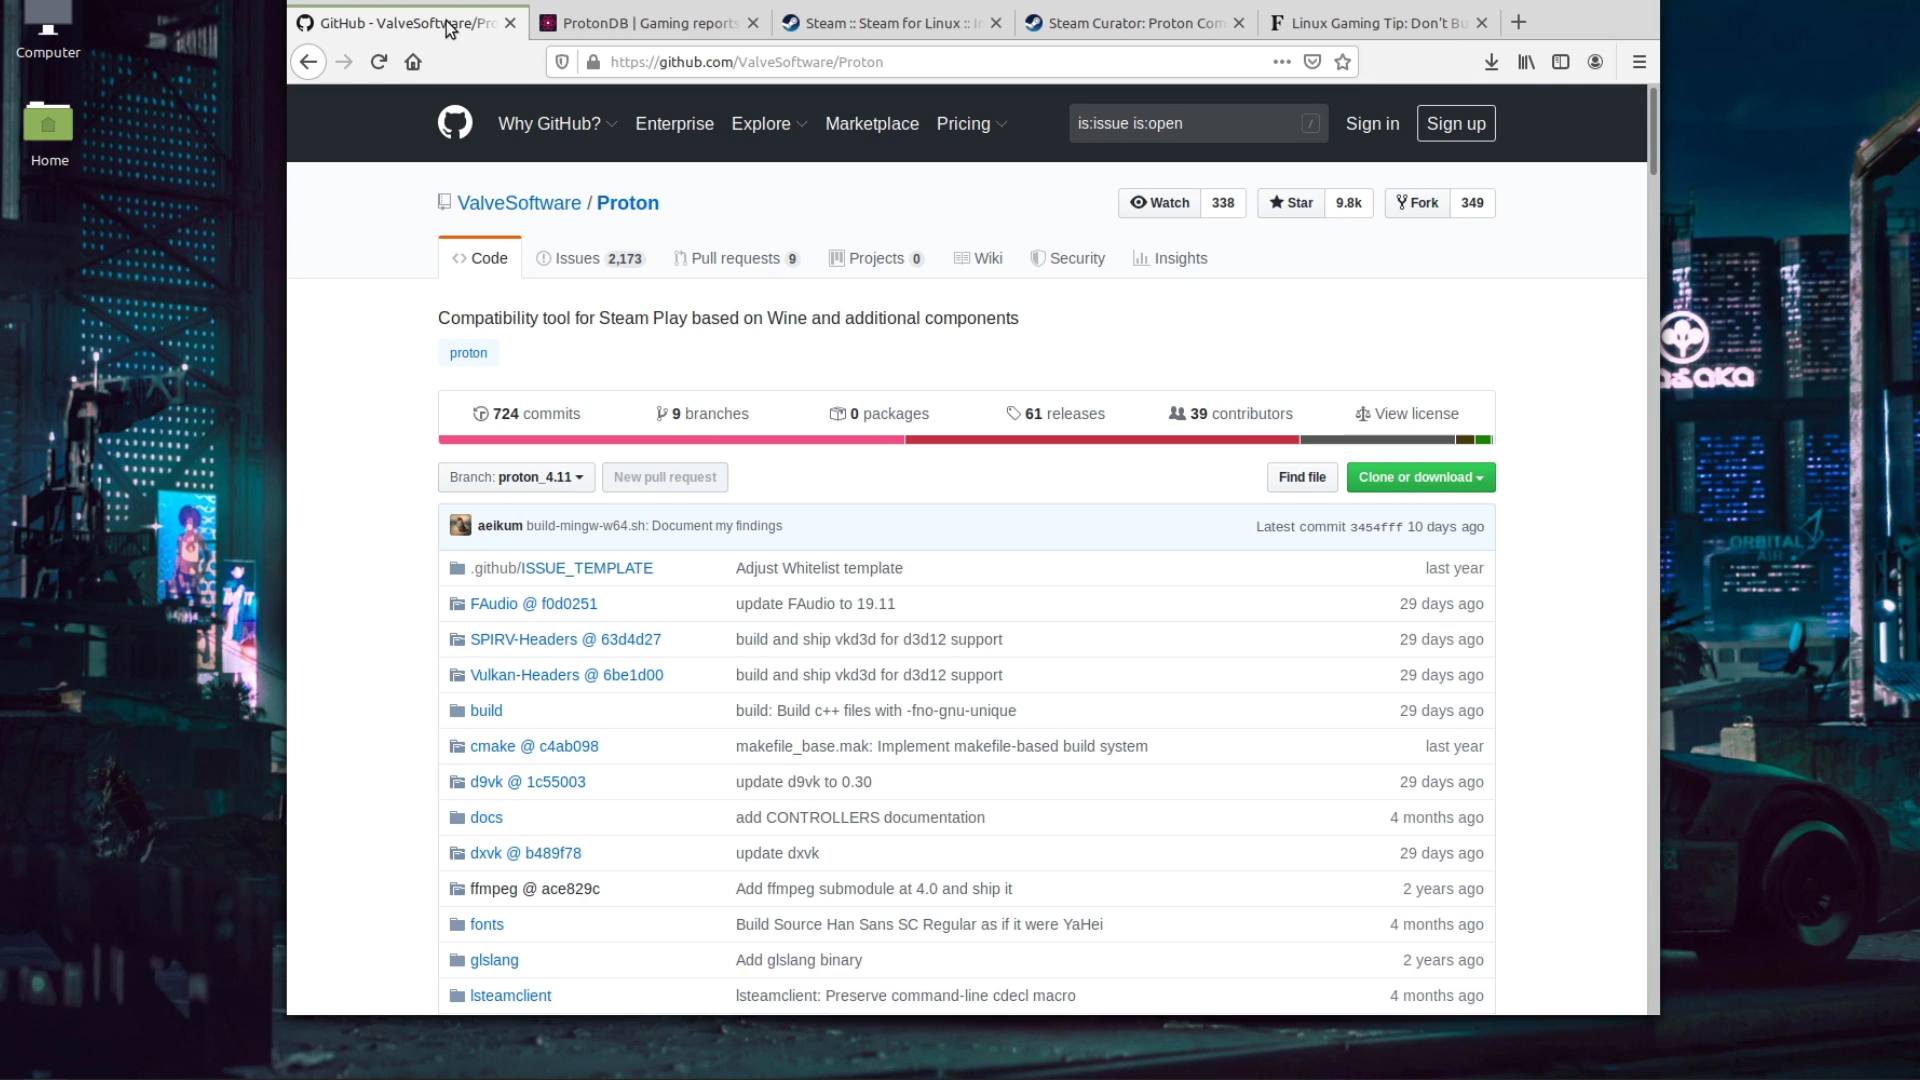 Computer
Home
GitHub - ValveSoftware/Pro
ProtonDB | Gaming reports
Steam :: Steam for Linux :: In
Steam Curator: Proton Com
Linux Gaming Tip: Don't Bu
https://github.com/ValveSoftware/Proton
Why GitHub? Enterprise Explore Marketplace Pricing
is:issue is:open /
Sign in Sign up
ValveSoftware / Proton
Watch 338 Star 9.8k Fork 349
Code Issues 2,173 Pull requests 9 Projects 0 Wiki Security Insights
Compatibility tool for Steam Play based on Wine and additional components
proton
724 commits 9 branches 0 packages 61 releases 39 contributors View license
Branch: proton_4.11 New pull request Find file Clone or download
aeikum build-mingw-w64.sh: Document my findings Latest commit 3454fff 10 days ago
.github/ISSUE_TEMPLATE Adjust Whitelist template last year
FAudio @ f0d0251 update FAudio to 19.11 29 days ago
SPIRV-Headers @ 63d4d27 build and ship vkd3d for d3d12 support 29 days ago
Vulkan-Headers @ 6be1d00 build and ship vkd3d for d3d12 support 29 days ago
build build: Build c++ files with -fno-gnu-unique 29 days ago
cmake @ c4ab098 makefile_base.mak: Implement makefile-based build system last year
d9vk @ 1c55003 update d9vk to 0.30 29 days ago
docs add CONTROLLERS documentation 4 months ago
dxvk @ b489f78 update dxvk 29 days ago
ffmpeg @ ace829c Add ffmpeg submodule at 4.0 and ship it 2 years ago
fonts Build Source Han Sans SC Regular as if it were YaHei 4 months ago
glslang Add glslang binary 2 years ago
lsteamclient lsteamclient: Preserve command-line cdecl macro 4 months ago
asaka
ORBITAL
AIR